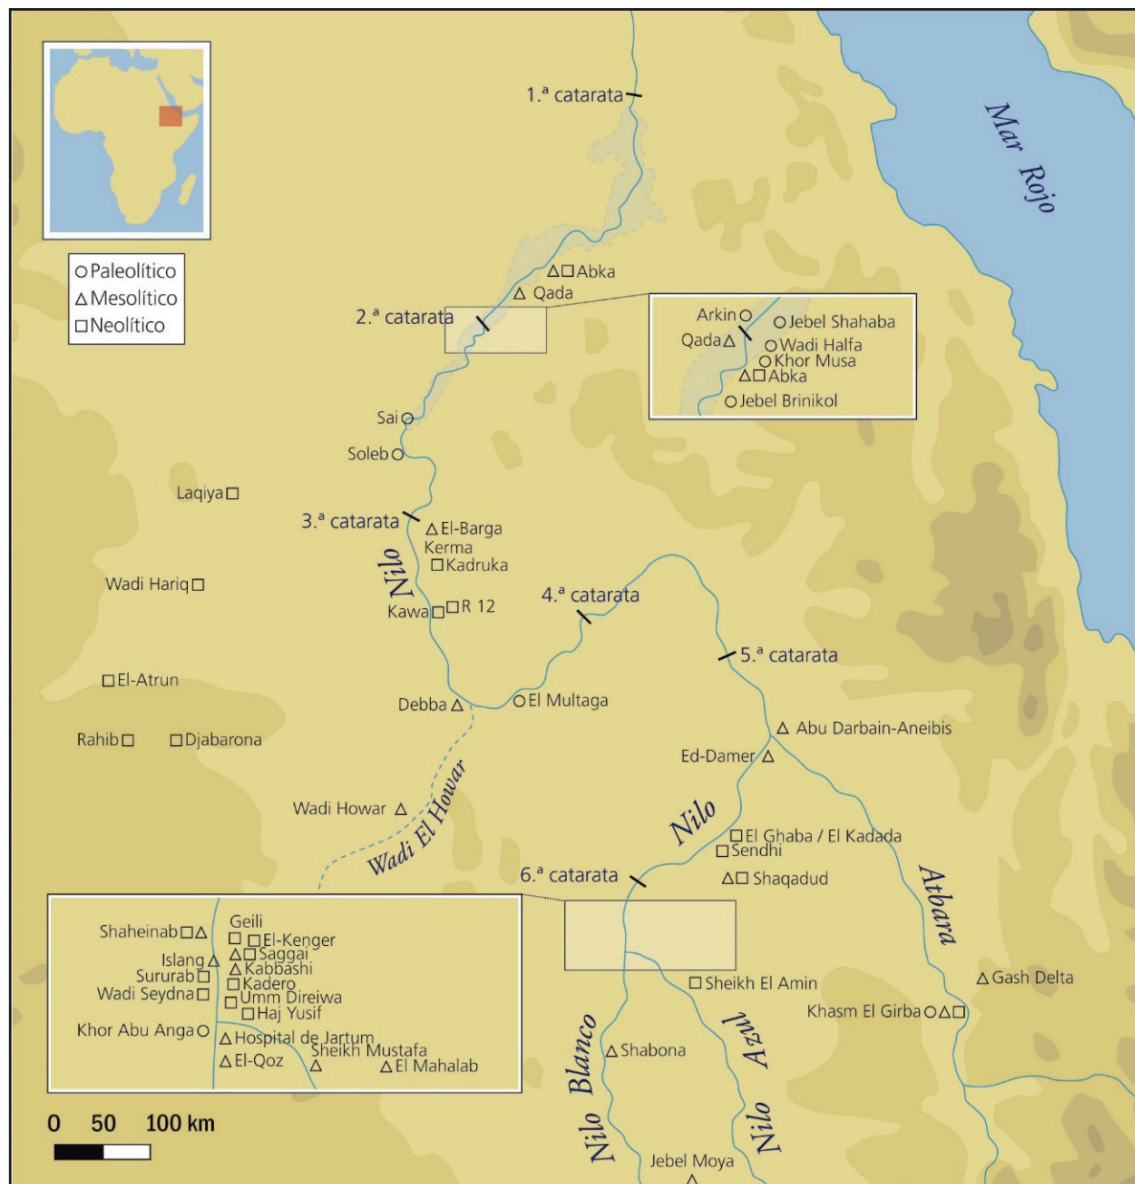 1.ª catarata
Mar Rojo
Paleolítico
Mesolítico
Neolítico
Abka
Qada
2.ª catarata
Arkin
Jebel Shahaba
Qada
Wadi Halfa
Khor Musa
Abka
Jebel Brinikol
Sai
Soleb
Laqiya
3.ª catarata
El-Barga
Kerma
Kadruka
Nilo
Wadi Hariq
4.ª catarata
Kawa
R 12
5.ª catarata
El-Atrun
Debba
El Multaga
Rahib
Djabarona
Abu Darbain-Aneibis
Ed-Damer
Wadi Howar
Wadi El Howar
Nilo
El Ghaba / El Kadada
Sendhi
6.ª catarata
Shaqadud
Atbara
Geili
Shaheinab
El-Kenger
Saggai
Islang
Kabbashi
Sururab
Kadero
Wadi Seydna
Umm Direiwa
Haj Yusif
Khor Abu Anga
Hospital de Jartum
Sheikh Mustafa
El-Qoz
El Mahalab
Sheikh El Amin
Gash Delta
Khasm El Girba
Shabona
Nilo Blanco
Nilo Azul
Jebel Moya
0 50 100 km